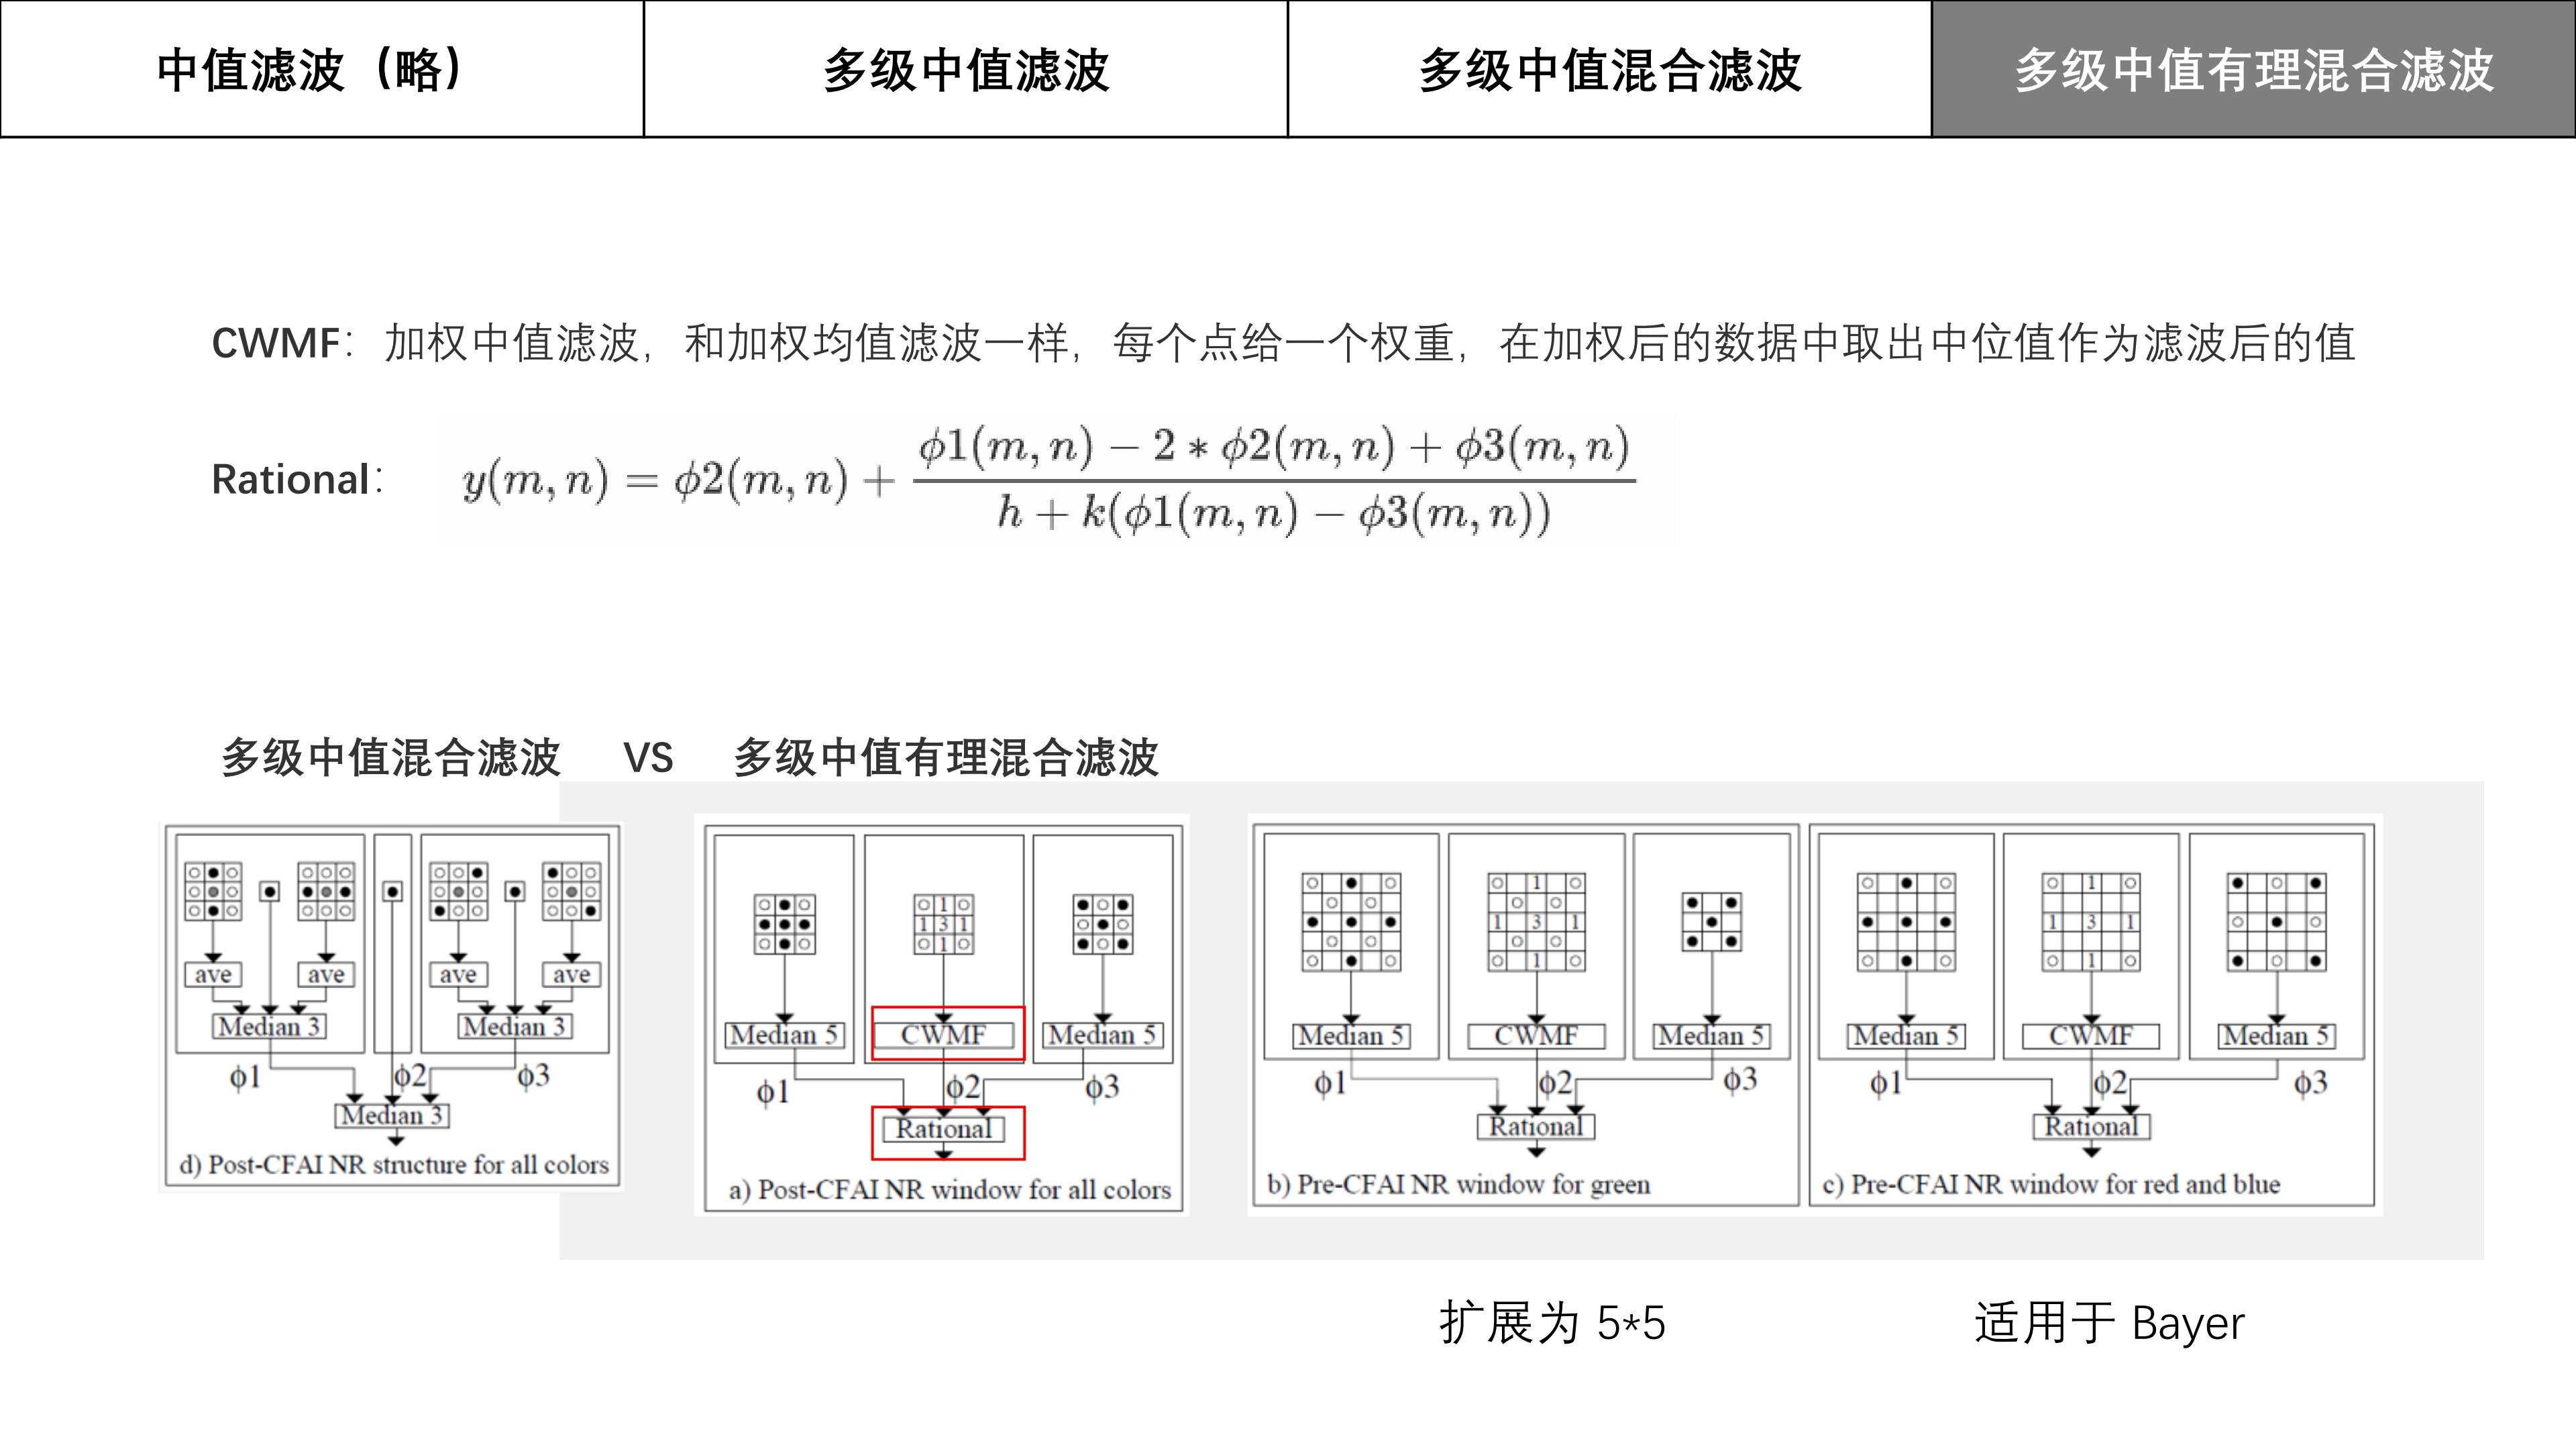 中值滤波（略）
多级中值滤波
多级中值混合滤波
多级中值有理混合滤波
CWMF：加权中值滤波，和加权均值滤波一样，每个点给一个权重，在加权后的数据中取出中位值作为滤波后的值
Rational： y(m, n) = ϕ2(m, n) + (ϕ1(m, n) − 2 ∗ ϕ2(m, n) + ϕ3(m, n)) / (h + k(ϕ1(m, n) − ϕ3(m, n)))
多级中值混合滤波 VS 多级中值有理混合滤波
ave ave ave ave
Median 3 Median 3
ϕ1 ϕ2 ϕ3
Median 3
d) Post-CFAI NR structure for all colors
1
1 3 1
1
Median 5 CWMF Median 5
ϕ1 ϕ2 ϕ3
Rational
a) Post-CFAI NR window for all colors
1
1 3 1
1
Median 5 CWMF Median 5
ϕ1 ϕ2 ϕ3
Rational
b) Pre-CFAI NR window for green
1
1 3 1
1
Median 5 CWMF Median 5
ϕ1 ϕ2 ϕ3
Rational
c) Pre-CFAI NR window for red and blue
扩展为 5*5
适用于 Bayer